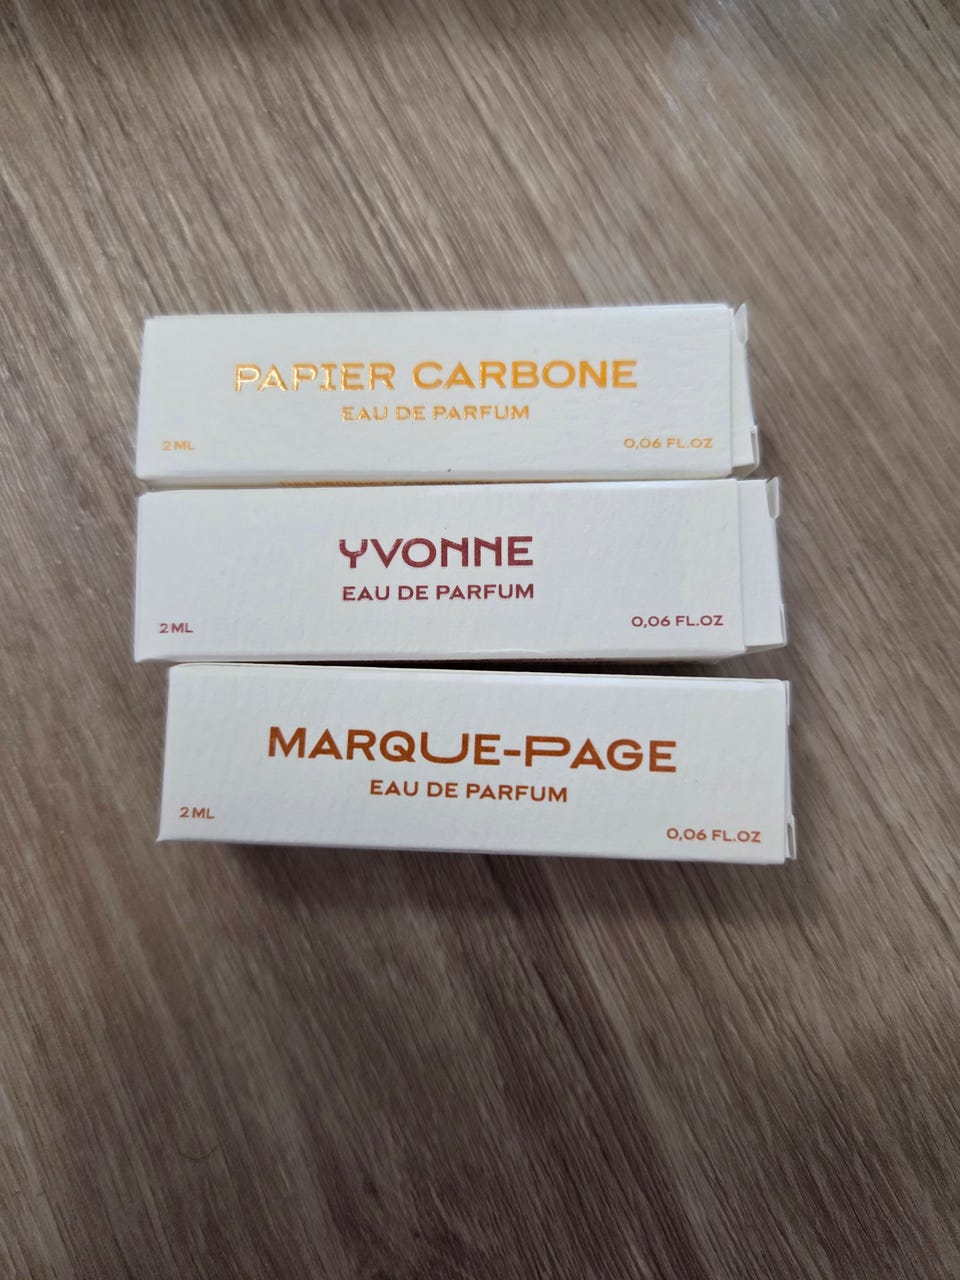 PAPIER CARBONE
EAU DE PARFUM
2 ML 0,06 FL.OZ
YVONNE
EAU DE PARFUM
2 ML 0,06 FL.OZ
MARQUE-PAGE
EAU DE PARFUM
2 ML 0,06 FL.OZ